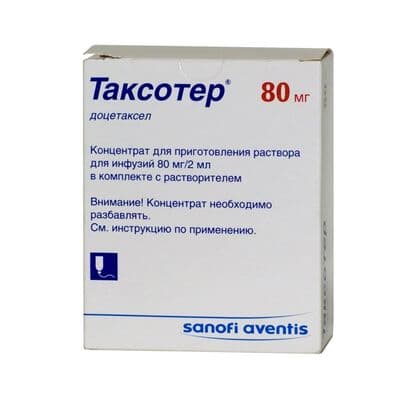 Таксотер® 80 мг
доцетаксел
Концентрат для приготовления раствора
для инфузий 80 мг/2 мл
в комплекте с растворителем
Внимание! Концентрат необходимо
разбавлять.
См. инструкцию по применению.
sanofi aventis
Таксотер